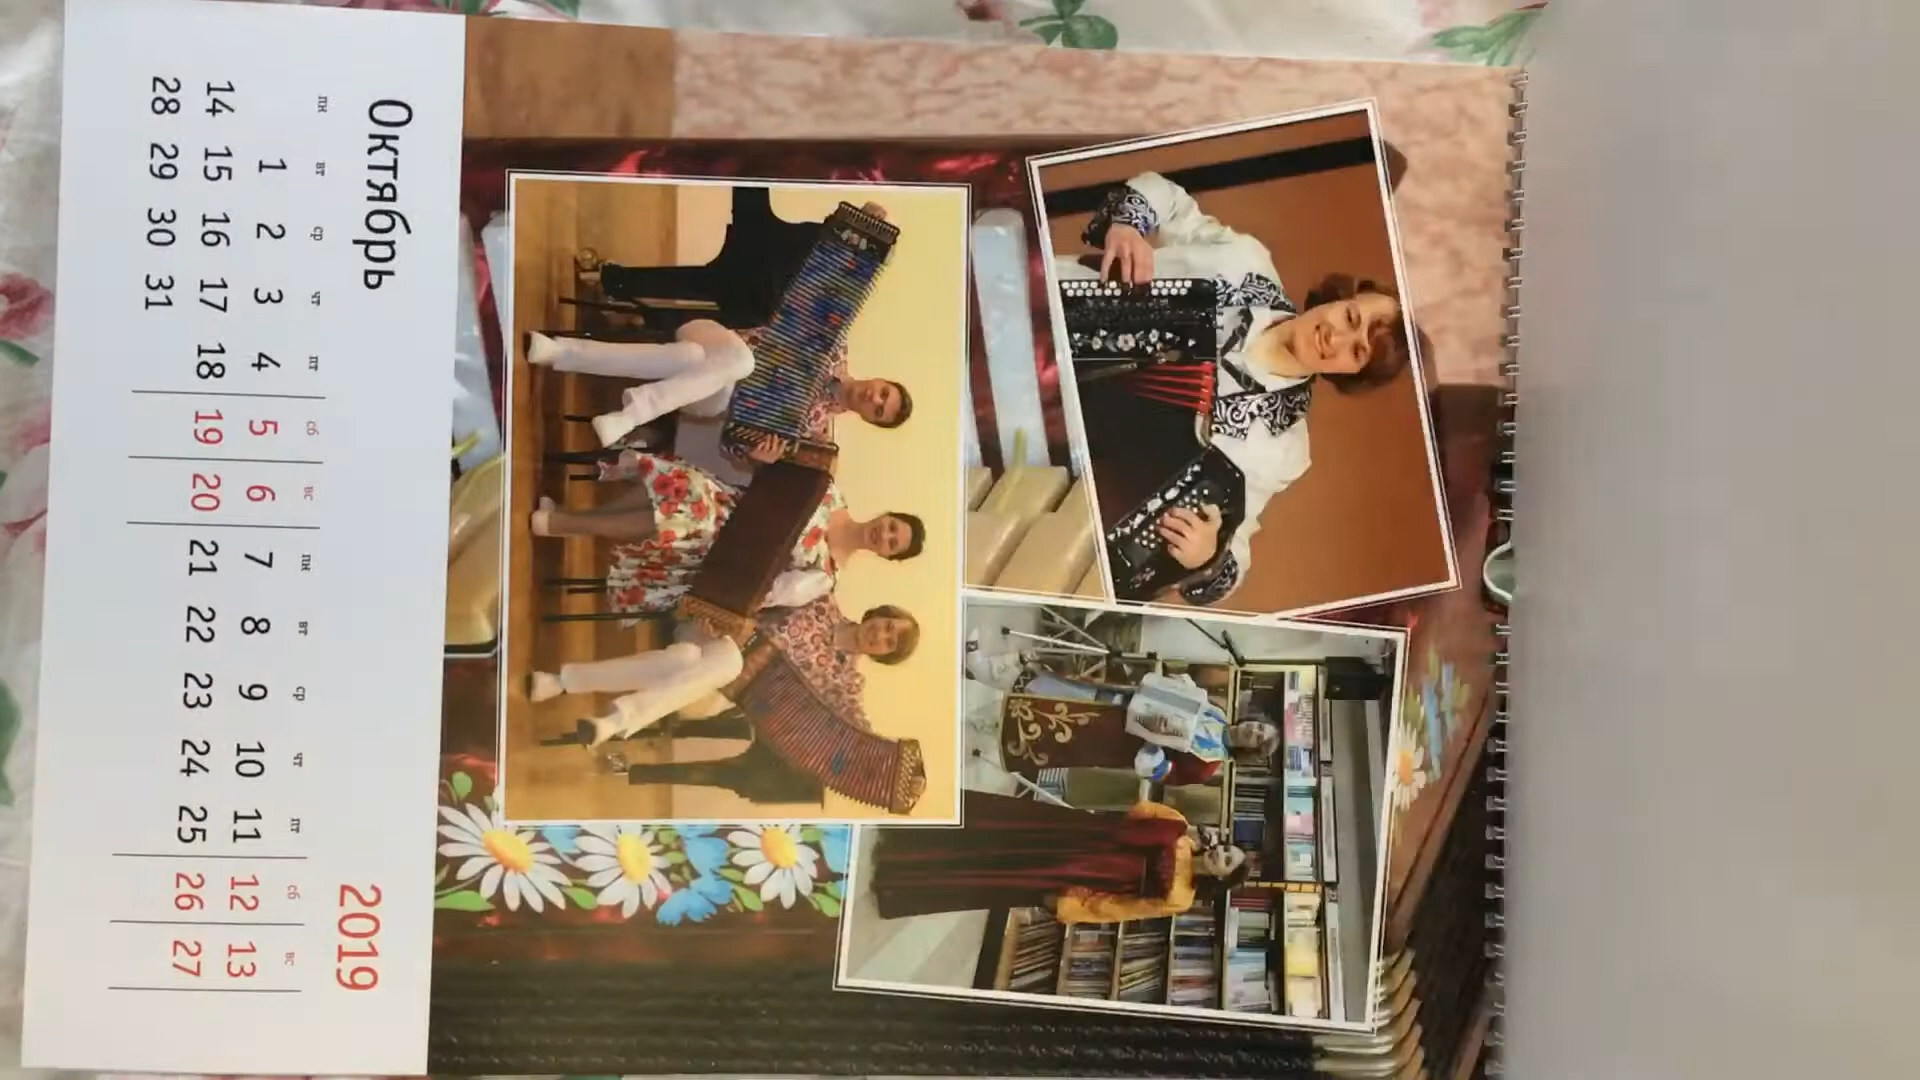 Октябрь 2019
пн вт ср чт пт сб вс пн вт ср чт пт сб вс
1 2 3 4 5 6 7 8 9 10 11 12 13
14 15 16 17 18 19 20 21 22 23 24 25 26 27
28 29 30 31